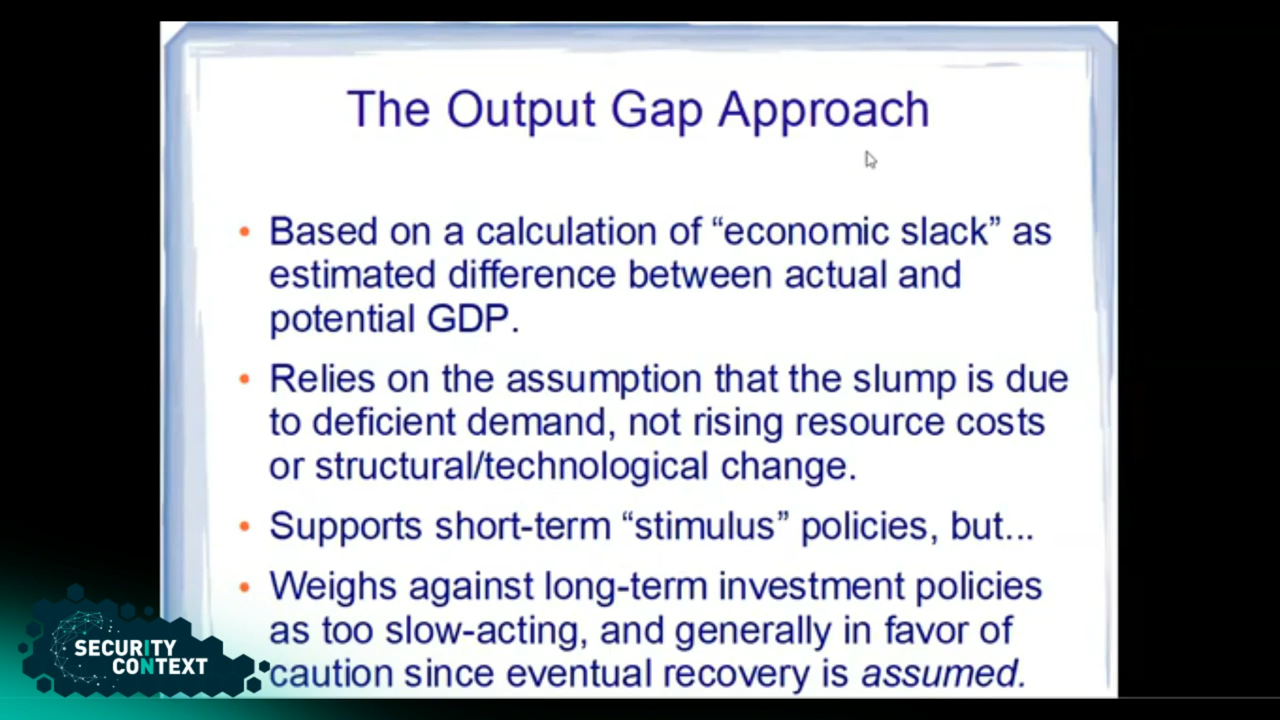 The Output Gap Approach
• Based on a calculation of “economic slack” as
estimated difference between actual and
potential GDP.
• Relies on the assumption that the slump is due
to deficient demand, not rising resource costs
or structural/technological change.
• Supports short-term “stimulus” policies, but...
• Weighs against long-term investment policies
as too slow-acting, and generally in favor of
caution since eventual recovery is assumed.
SECURITY
CONTEXT